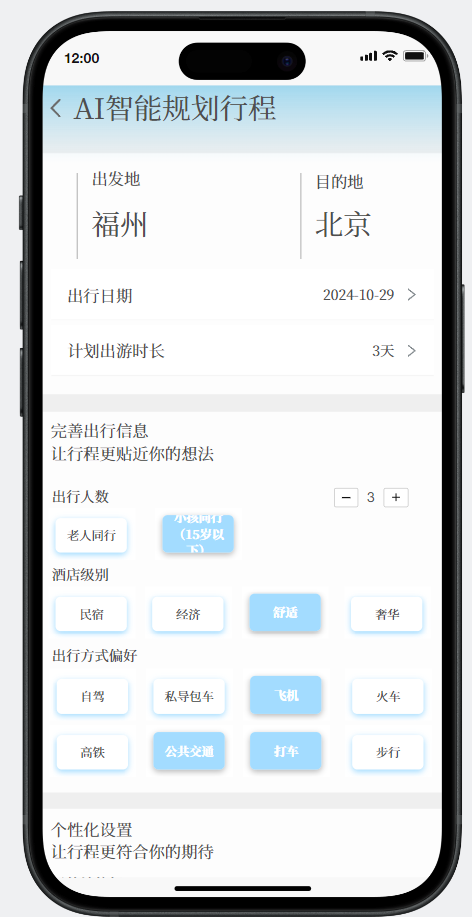 12:00
AI智能规划行程
出发地
目的地
福州
北京
出行日期
2024-10-29
计划出游时长
3天
完善出行信息
让行程更贴近你的想法
出行人数
3
老人同行
小孩同行
（15岁以
下）
酒店级别
民宿
经济
舒适
奢华
出行方式偏好
自驾
私导包车
飞机
火车
高铁
公共交通
打车
步行
个性化设置
让行程更符合你的期待